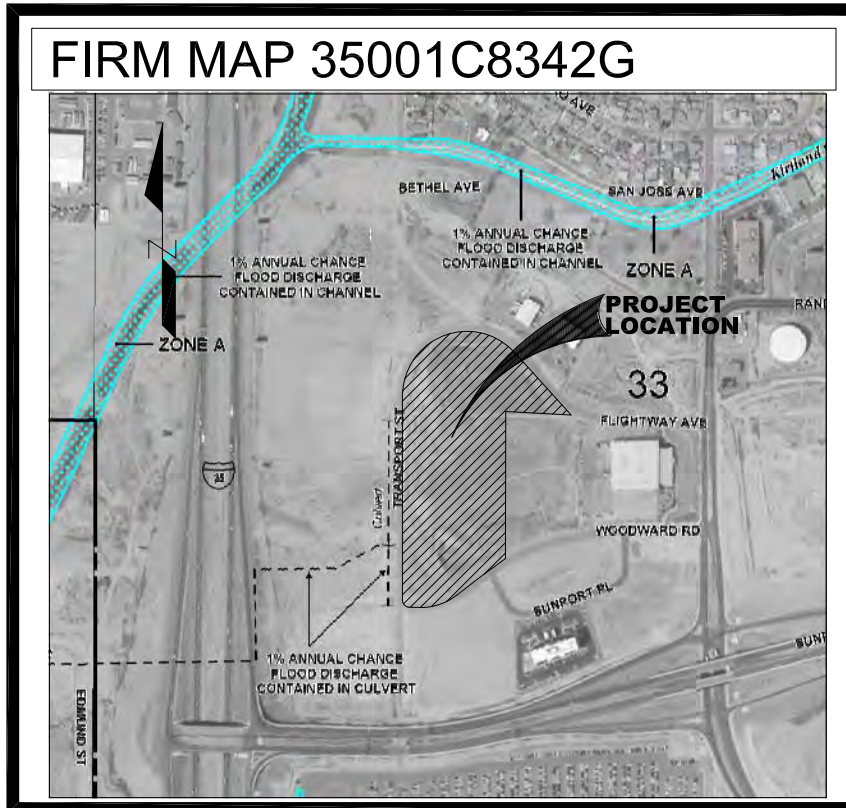 FIRM MAP 35001C8342G
BETHEL AVE
SAN JOSE AVE
1% ANNUAL CHANCE
FLOOD DISCHARGE
CONTAINED IN CHANNEL
ZONE A
1% ANNUAL CHANCE
FLOOD DISCHARGE
CONTAINED IN CHANNEL
ZONE A
PROJECT
LOCATION
33
FLIGHTWAY AVE
TRANSPORT ST
Culvert
WOODWARD RD
SUNPORT PL
1% ANNUAL CHANCE
FLOOD DISCHARGE
CONTAINED IN CULVERT
EDMUND ST